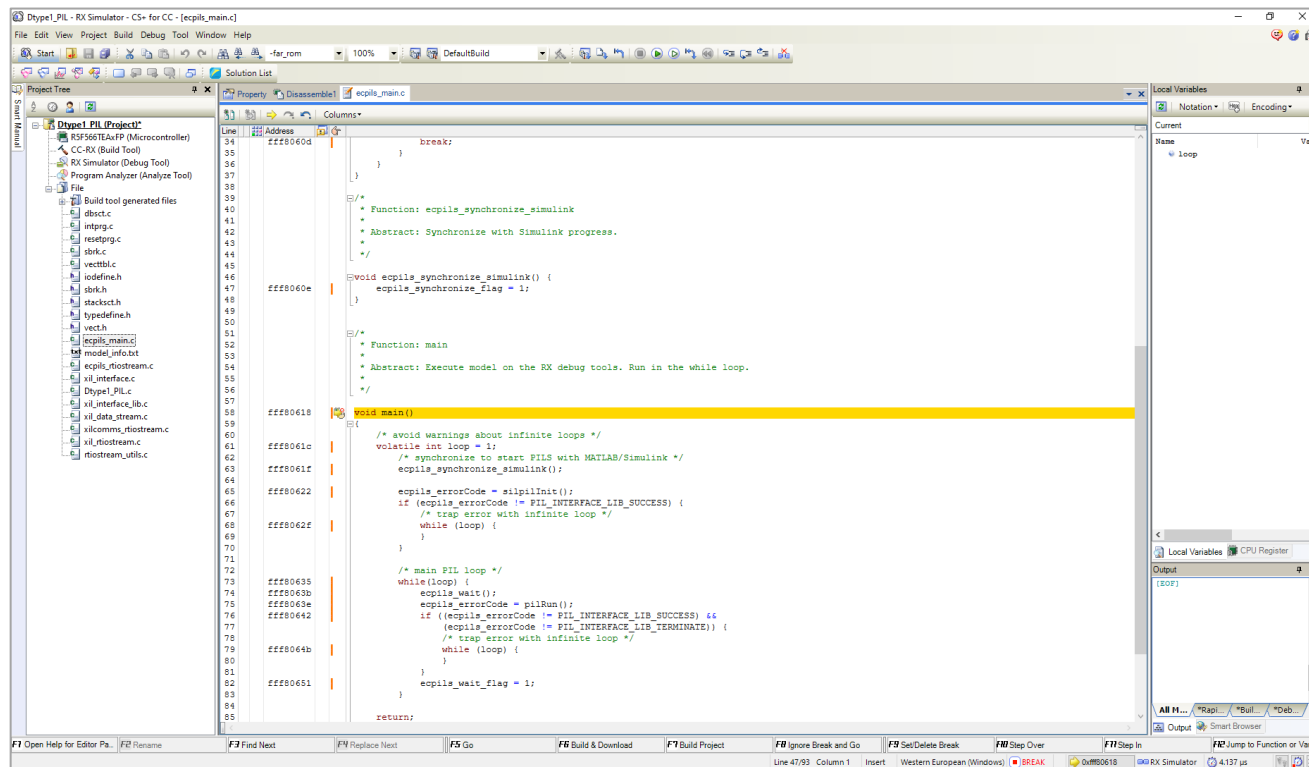 Dtype1_PIL - RX Simulator - CS+ for CC - [ecpils_main.c]
File Edit View Project Build Debug Tool Window Help
Start -far_rom 100% DefaultBuild
Solution List
Project Tree
Smart Manual
Dtype1_PIL (Project)*
R5F566TEAxFP (Microcontroller)
CC-RX (Build Tool)
RX Simulator (Debug Tool)
Program Analyzer (Analyze Tool)
File
Build tool generated files
dbsct.c
intprg.c
resetprg.c
sbrk.c
vecttbl.c
iodefine.h
sbrk.h
stacksct.h
typedefine.h
vect.h
ecpils_main.c
model_info.txt
ecpils_rtiostream.c
xil_interface.c
Dtype1_PIL.c
xil_interface_lib.c
xil_data_stream.c
xilcomms_rtiostream.c
xil_rtiostream.c
rtiostream_utils.c
Property Disassemble1 ecpils_main.c
Columns
Line Address
34 fff8060d break;
35 }
36 }
37 }
38
39 /*
40 * Function: ecpils_synchronize_simulink
41 *
42 * Abstract: Synchronize with Simulink progress.
43 *
44 */
45
46 void ecpils_synchronize_simulink() {
47 fff8060e ecpils_synchronize_flag = 1;
48 }
49
50
51 /*
52 * Function: main
53 *
54 * Abstract: Execute model on the RX debug tools. Run in the while loop.
55 *
56 */
57
58 fff80618 void main()
59 {
60 /* avoid warnings about infinite loops */
61 fff8061c volatile int loop = 1;
62 /* synchronize to start PILS with MATLAB/Simulink */
63 fff8061f ecpils_synchronize_simulink();
64
65 fff80622 ecpils_errorCode = silpilInit();
66 if (ecpils_errorCode != PIL_INTERFACE_LIB_SUCCESS) {
67 /* trap error with infinite loop */
68 fff8062f while (loop) {
69 }
70 }
71
72 /* main PIL loop */
73 fff80635 while(loop) {
74 fff8063b ecpils_wait();
75 fff8063e ecpils_errorCode = pilRun();
76 fff80642 if ((ecpils_errorCode != PIL_INTERFACE_LIB_SUCCESS) &&
77 (ecpils_errorCode != PIL_INTERFACE_LIB_TERMINATE)) {
78 /* trap error with infinite loop */
79 fff8064b while (loop) {
80 }
81 }
82 fff80651 ecpils_wait_flag = 1;
83 }
84
85 return;
Local Variables
Notation Encoding
Current
Name Va
loop
Local Variables CPU Register
Output
[EOF]
All M... *Rapi... *Buil... *Deb...
Output Smart Browser
F1 Open Help for Editor Pa... F2 Rename F3 Find Next F4 Replace Next F5 Go F6 Build & Download F7 Build Project F8 Ignore Break and Go F9 Set/Delete Break F10 Step Over F11 Step In F12 Jump to Function or Var
Line 47/93 Column 1 Insert Western European (Windows) BREAK 0xfff80618 RX Simulator 4.137 µs